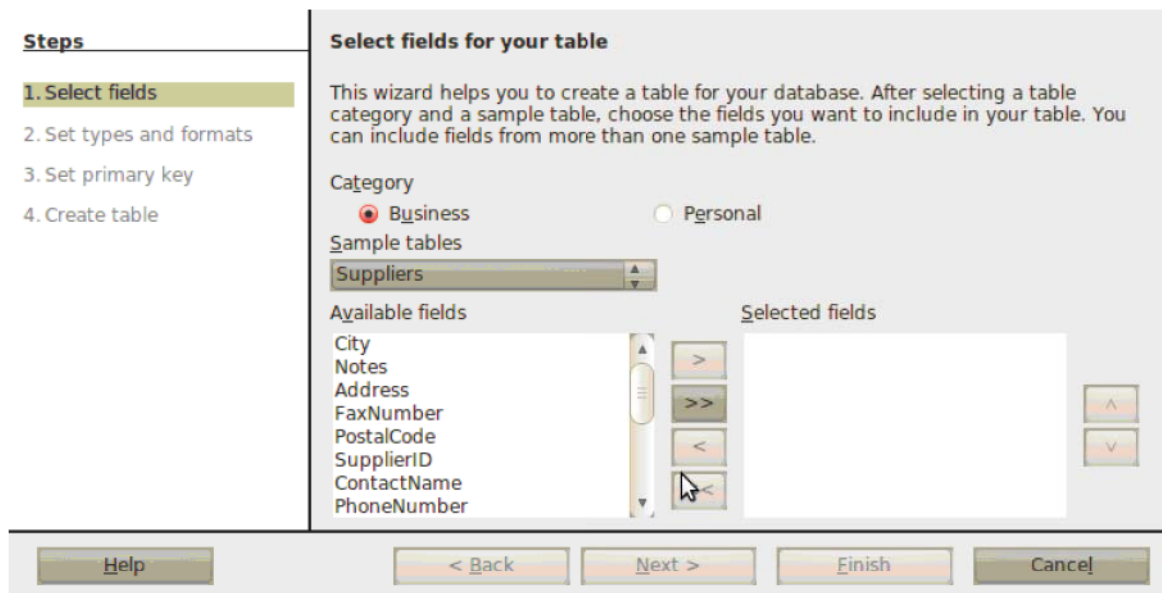 Steps
1. Select fields
2. Set types and formats
3. Set primary key
4. Create table
Select fields for your table
This wizard helps you to create a table for your database. After selecting a table
category and a sample table, choose the fields you want to include in your table. You
can include fields from more than one sample table.
Category
Business
Personal
Sample tables
Suppliers
Available fields
Selected fields
City
Notes
Address
FaxNumber
PostalCode
SupplierID
ContactName
PhoneNumber
>
>>
<
<
^
v
Help
< Back
Next >
Finish
Cancel